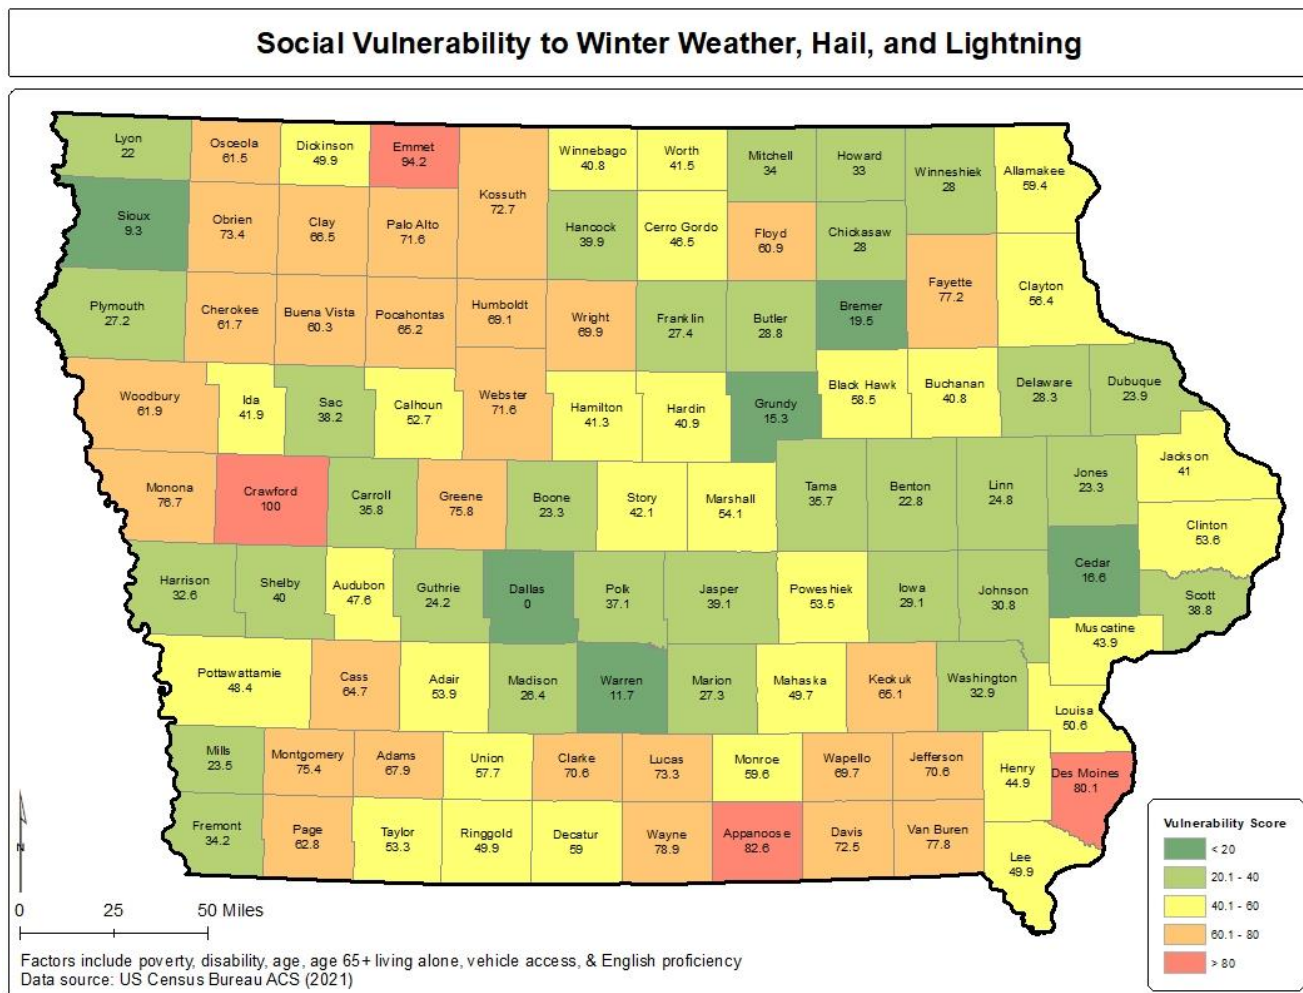 Social Vulnerability to Winter Weather, Hail, and Lightning
Lyon
22
Osceola
61.5
Dickinson
49.9
Emmet
94.2
Kossuth
72.7
Winnebago
40.8
Worth
41.5
Mitchell
34
Howard
33
Winneshiek
28
Allamakee
59.4
Sioux
9.3
Obrien
73.4
Clay
66.5
Palo Alto
71.6
Hancock
39.9
Cerro Gordo
46.5
Floyd
60.9
Chickasaw
28
Fayette
77.2
Clayton
56.4
Plymouth
27.2
Cherokee
61.7
Buena Vista
60.3
Pocahontas
65.2
Humboldt
69.1
Wright
69.9
Franklin
27.4
Butler
28.8
Bremer
19.5
Woodbury
61.9
Ida
41.9
Sac
38.2
Calhoun
52.7
Webster
71.6
Hamilton
41.3
Hardin
40.9
Grundy
15.3
Black Hawk
58.5
Buchanan
40.8
Delaware
28.3
Dubuque
23.9
Jackson
41
Monona
76.7
Crawford
100
Carroll
35.8
Greene
75.8
Boone
23.3
Story
42.1
Marshall
54.1
Tama
35.7
Benton
22.8
Linn
24.8
Jones
23.3
Clinton
53.6
Harrison
32.6
Shelby
40
Audubon
47.6
Guthrie
24.2
Dallas
0
Polk
37.1
Jasper
39.1
Poweshiek
53.5
Iowa
29.1
Johnson
30.8
Cedar
16.6
Scott
38.8
Muscatine
43.9
Pottawattamie
48.4
Cass
64.7
Adair
53.9
Madison
26.4
Warren
11.7
Marion
27.3
Mahaska
49.7
Keokuk
65.1
Washington
32.9
Louisa
50.6
Mills
23.5
Montgomery
75.4
Adams
67.9
Union
57.7
Clarke
70.6
Lucas
73.3
Monroe
59.6
Wapello
69.7
Jefferson
70.6
Henry
44.9
Des Moines
80.1
Fremont
34.2
Page
62.8
Taylor
53.3
Ringgold
49.9
Decatur
59
Wayne
78.9
Appanoose
82.6
Davis
72.5
Van Buren
77.8
Lee
49.9
Vulnerability Score
< 20
20.1 - 40
40.1 - 60
60.1 - 80
> 80
N
0 25 50 Miles
Factors include poverty, disability, age, age 65+ living alone, vehicle access, & English proficiency
Data source: US Census Bureau ACS (2021)